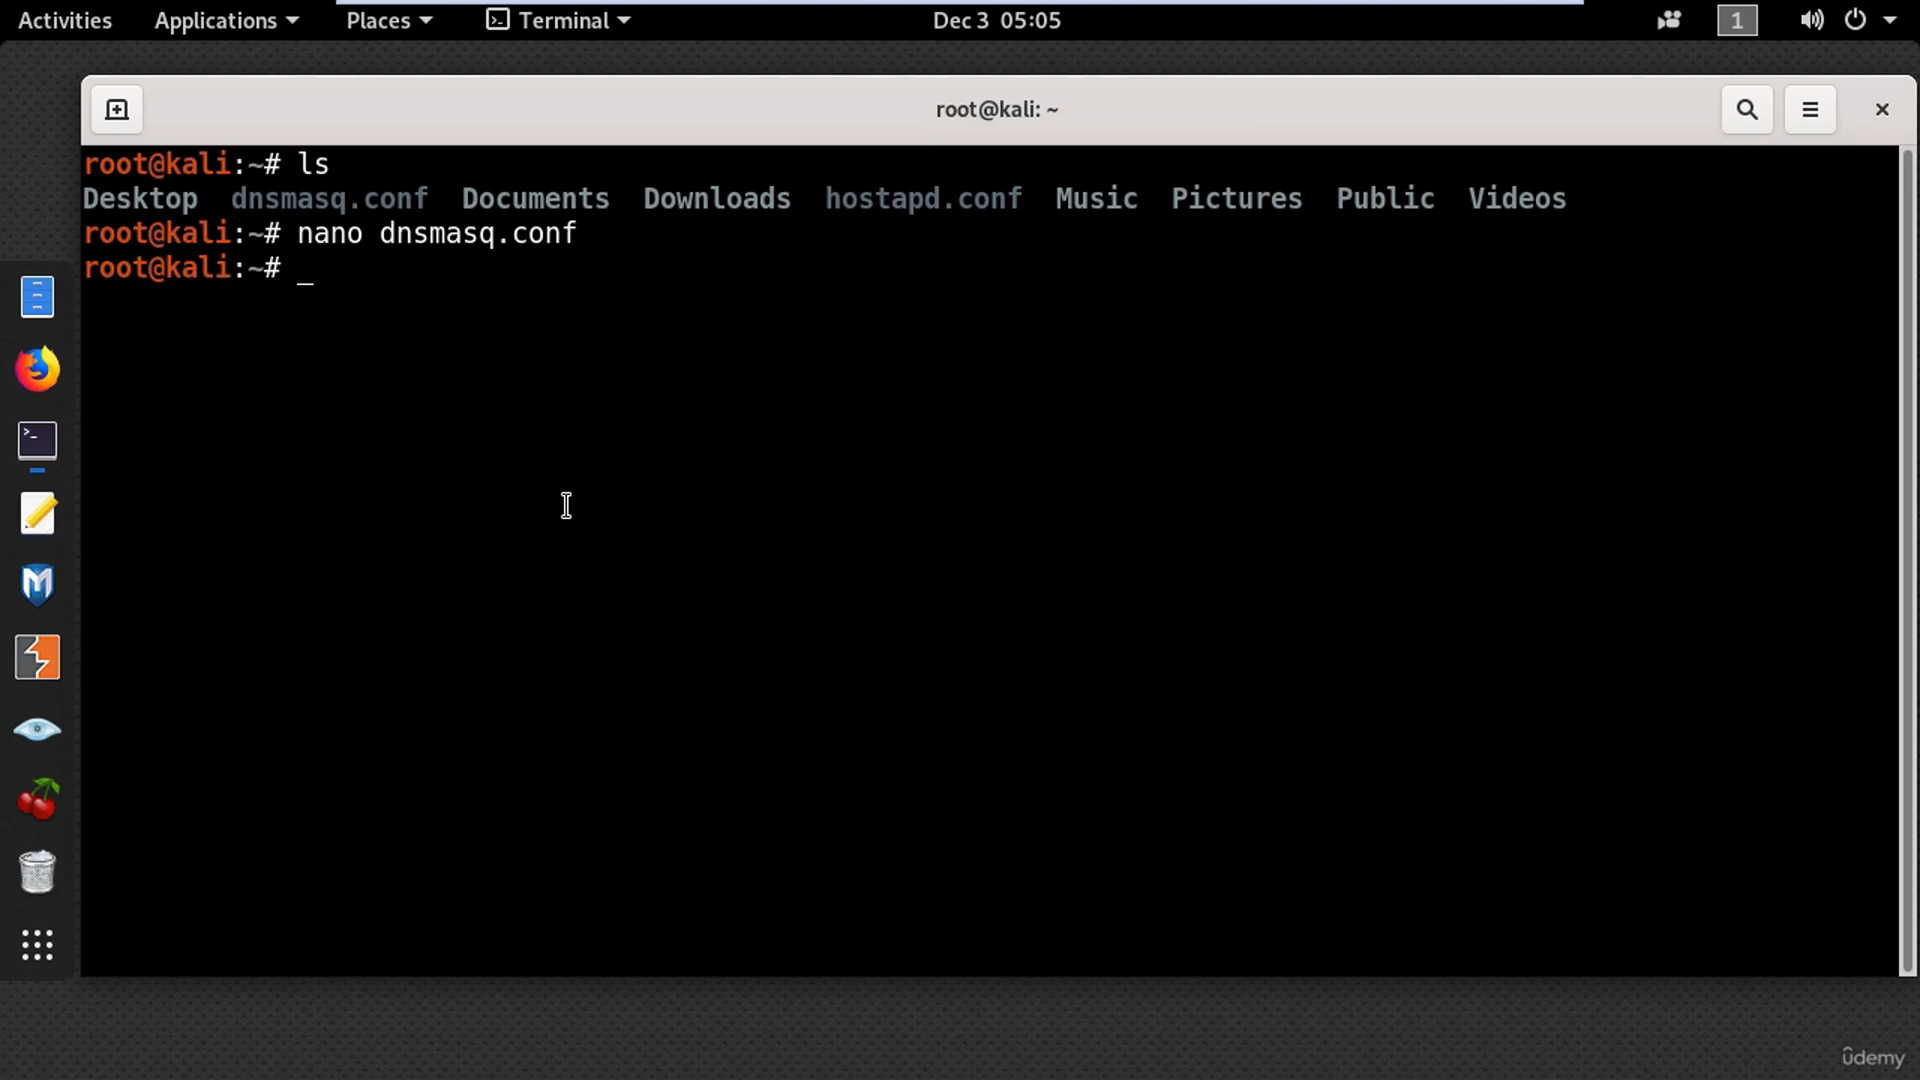 Activities Applications Places Terminal Dec 3 05:05 1
root@kali: ~
root@kali:~# ls
Desktop dnsmasq.conf Documents Downloads hostapd.conf Music Pictures Public Videos
root@kali:~# nano dnsmasq.conf
root@kali:~# _
udemy